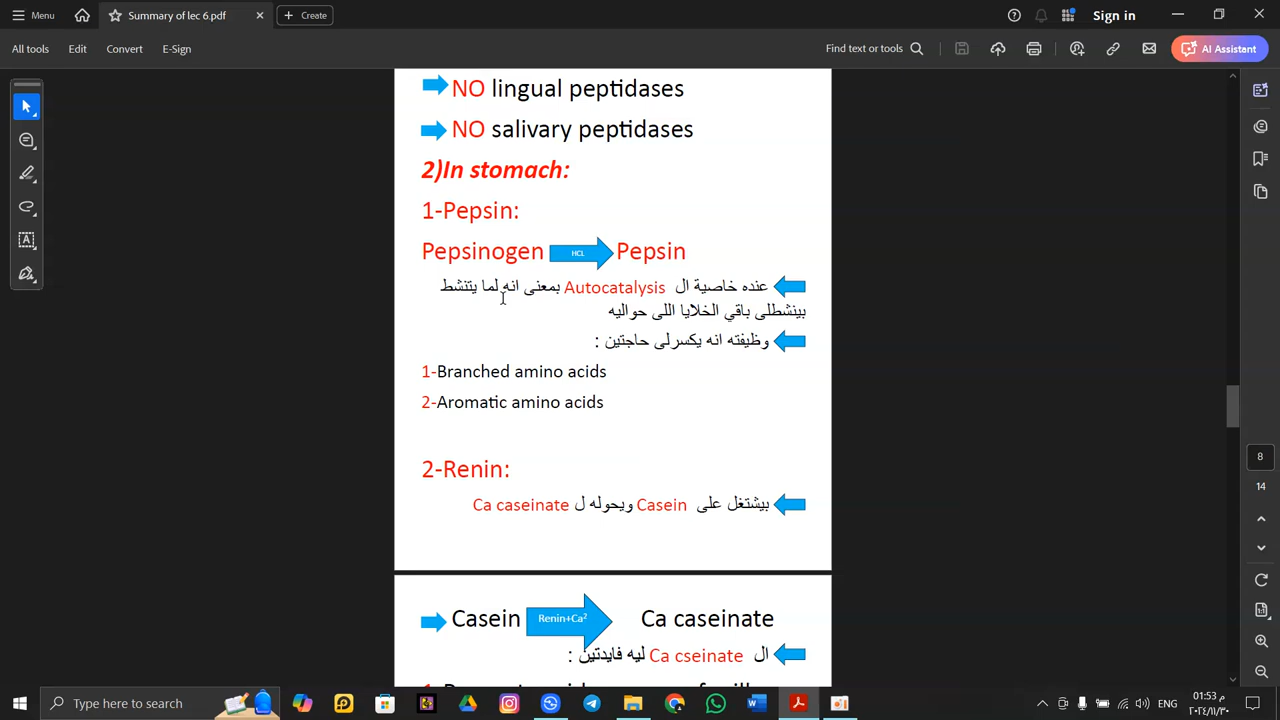 Menu
Summary of lec 6.pdf
Create
Sign in
All tools
Edit
Convert
E-Sign
Find text or tools
AI Assistant
NO lingual peptidases
NO salivary peptidases
2)In stomach:
1-Pepsin:
Pepsinogen HCL Pepsin
عنده خاصية ال Autocatalysis بمعنى انه لما يتنشط
بينشطلى باقي الخلايا اللى حواليه
وظيفته انه يكسرلى حاجتين :
1-Branched amino acids
2-Aromatic amino acids
2-Renin:
بيشتغل على Casein ويحوله ل Ca caseinate
Casein Renin+Ca² Ca caseinate
ال Ca cseinate ليه فايدتين :
8
14
Type here to search
ENG
01:53 م